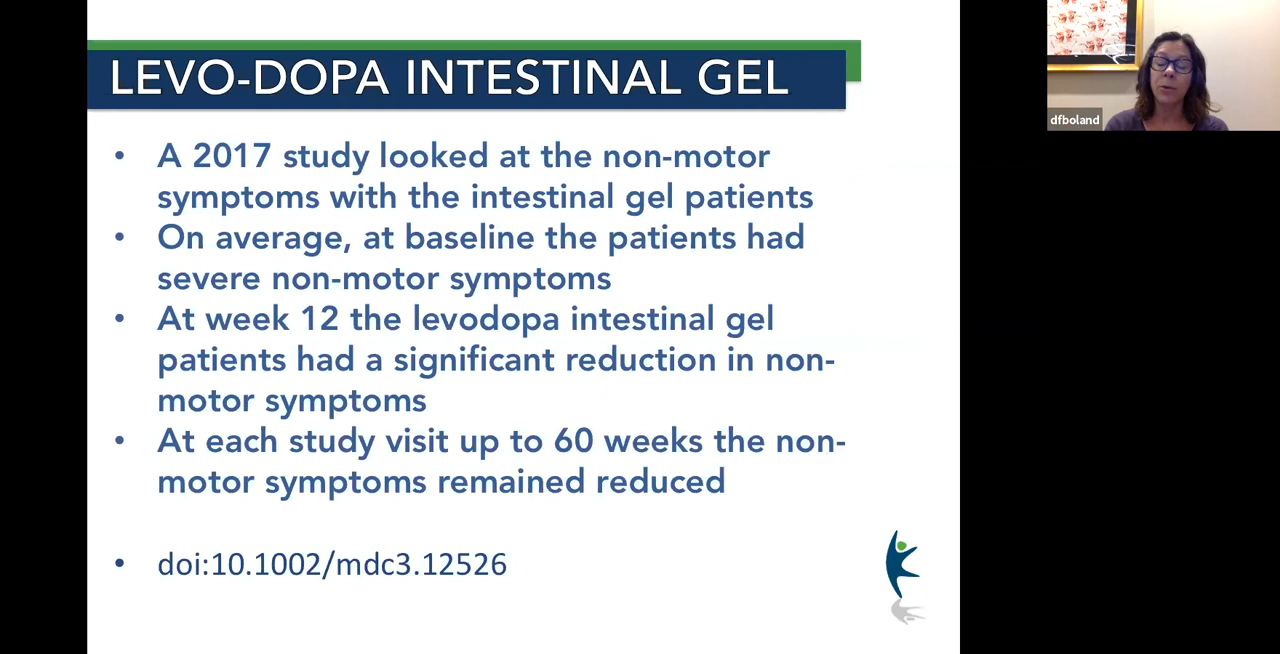 LEVO-DOPA INTESTINAL GEL
• A 2017 study looked at the non-motor
symptoms with the intestinal gel patients
• On average, at baseline the patients had
severe non-motor symptoms
• At week 12 the levodopa intestinal gel
patients had a significant reduction in non-
motor symptoms
• At each study visit up to 60 weeks the non-
motor symptoms remained reduced
• doi:10.1002/mdc3.12526
dfboland